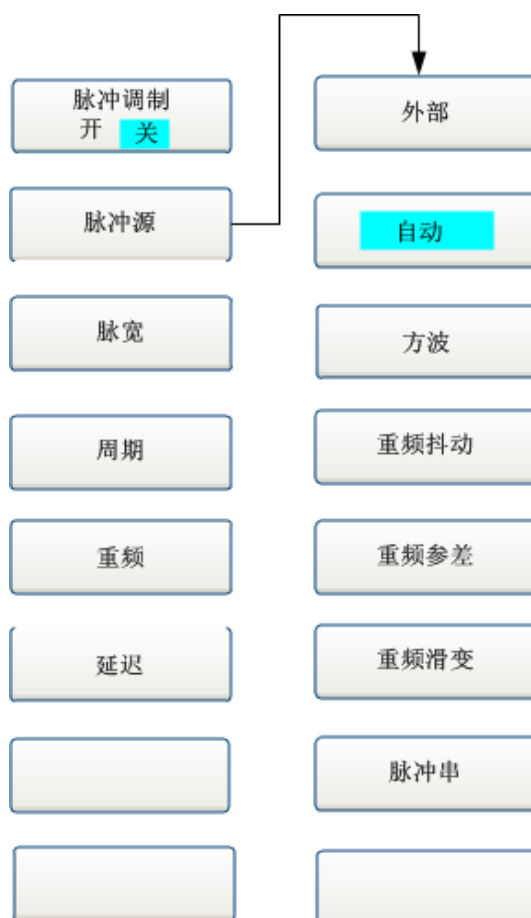 脉冲调制
开 关
脉冲源
脉宽
周期
重频
延迟
外部
自动
方波
重频抖动
重频参差
重频滑变
脉冲串